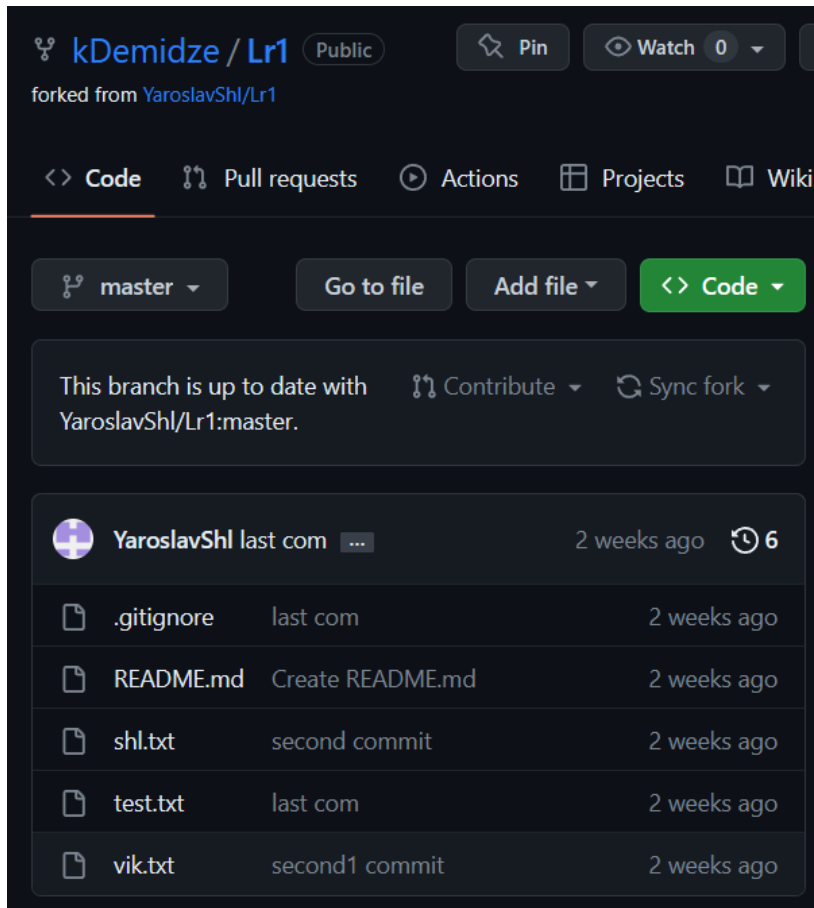 kDemidze / Lr1 Public Pin Watch 0
forked from YaroslavShl/Lr1
Code Pull requests Actions Projects Wiki
master Go to file Add file Code
This branch is up to date with Contribute Sync fork
YaroslavShl/Lr1:master.
YaroslavShl last com ... 2 weeks ago 6
.gitignore last com 2 weeks ago
README.md Create README.md 2 weeks ago
shl.txt second commit 2 weeks ago
test.txt last com 2 weeks ago
vik.txt second1 commit 2 weeks ago